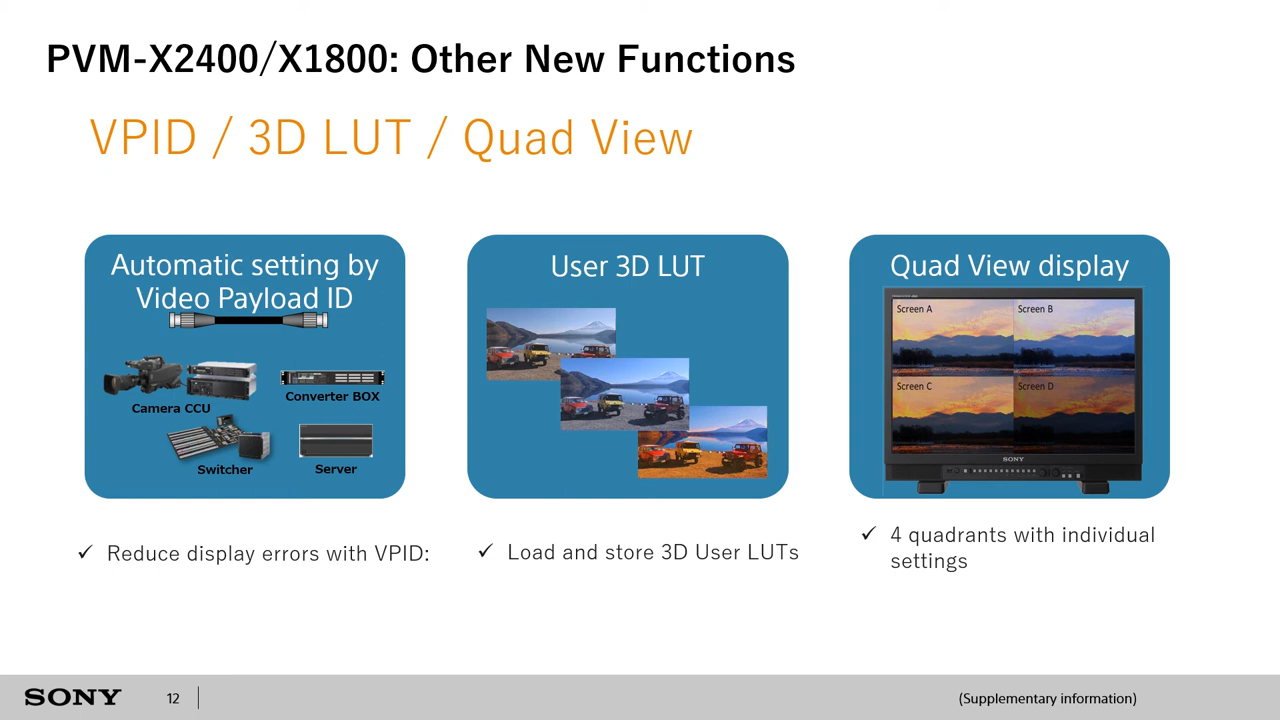 PVM-X2400/X1800: Other New Functions
VPID / 3D LUT / Quad View
Automatic setting by
Video Payload ID
Camera CCU
Converter BOX
Switcher
Server
✓ Reduce display errors with VPID:
User 3D LUT
✓ Load and store 3D User LUTs
Quad View display
Screen A
Screen B
Screen C
Screen D
SONY
✓ 4 quadrants with individual
settings
SONY
12
(Supplementary information)